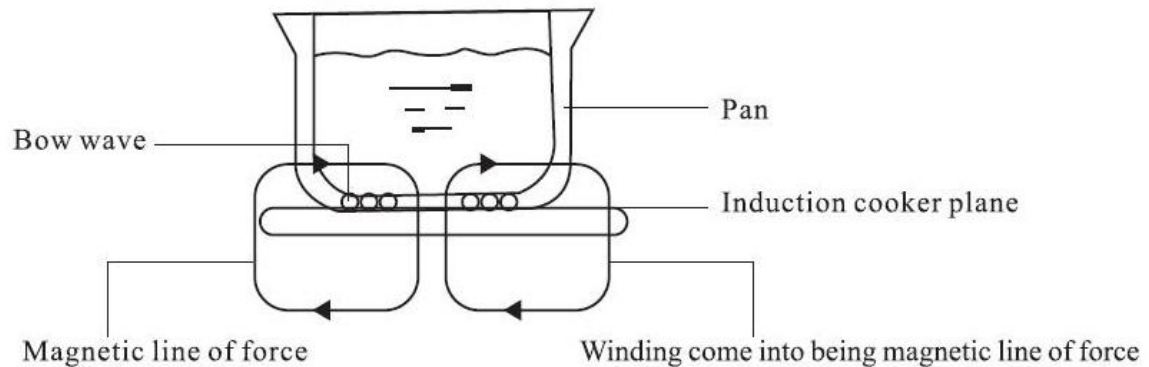 Pan
Bow wave
Induction cooker plane
Magnetic line of force
Winding come into being magnetic line of force